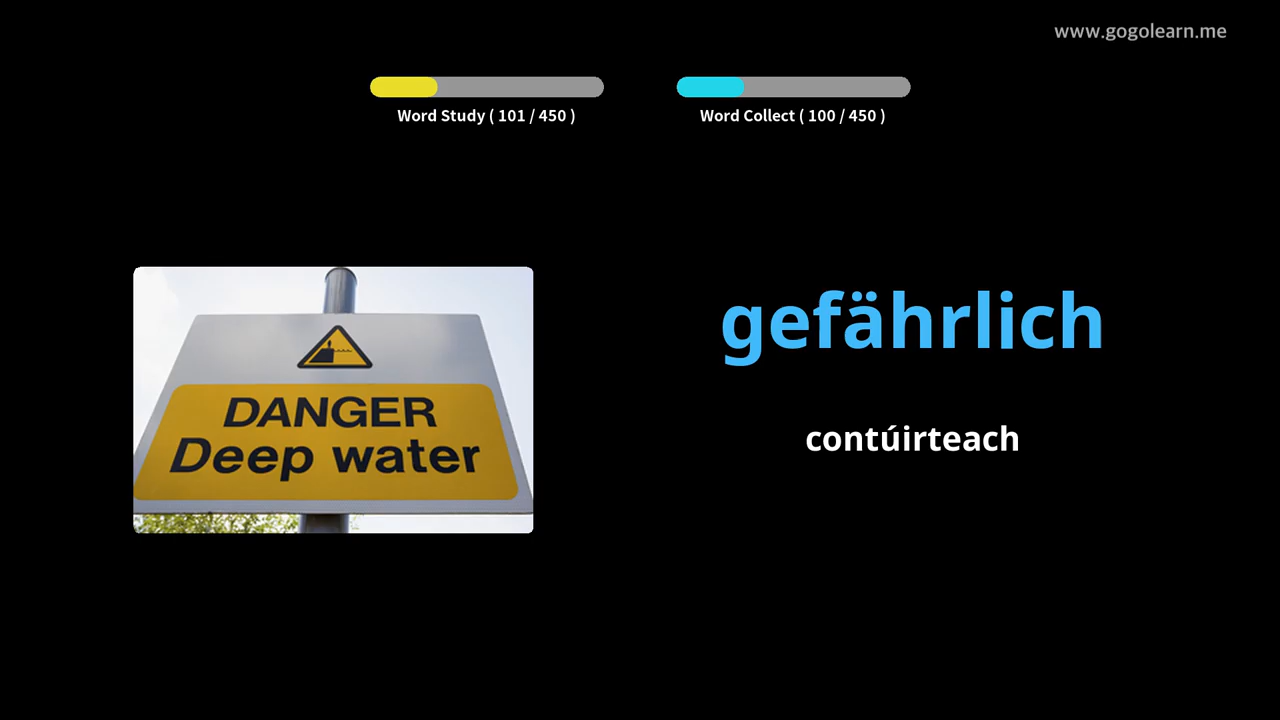 www.gogolearn.me
Word Study ( 101 / 450 )
Word Collect ( 100 / 450 )
DANGER
Deep water
gefährlich
contúirteach